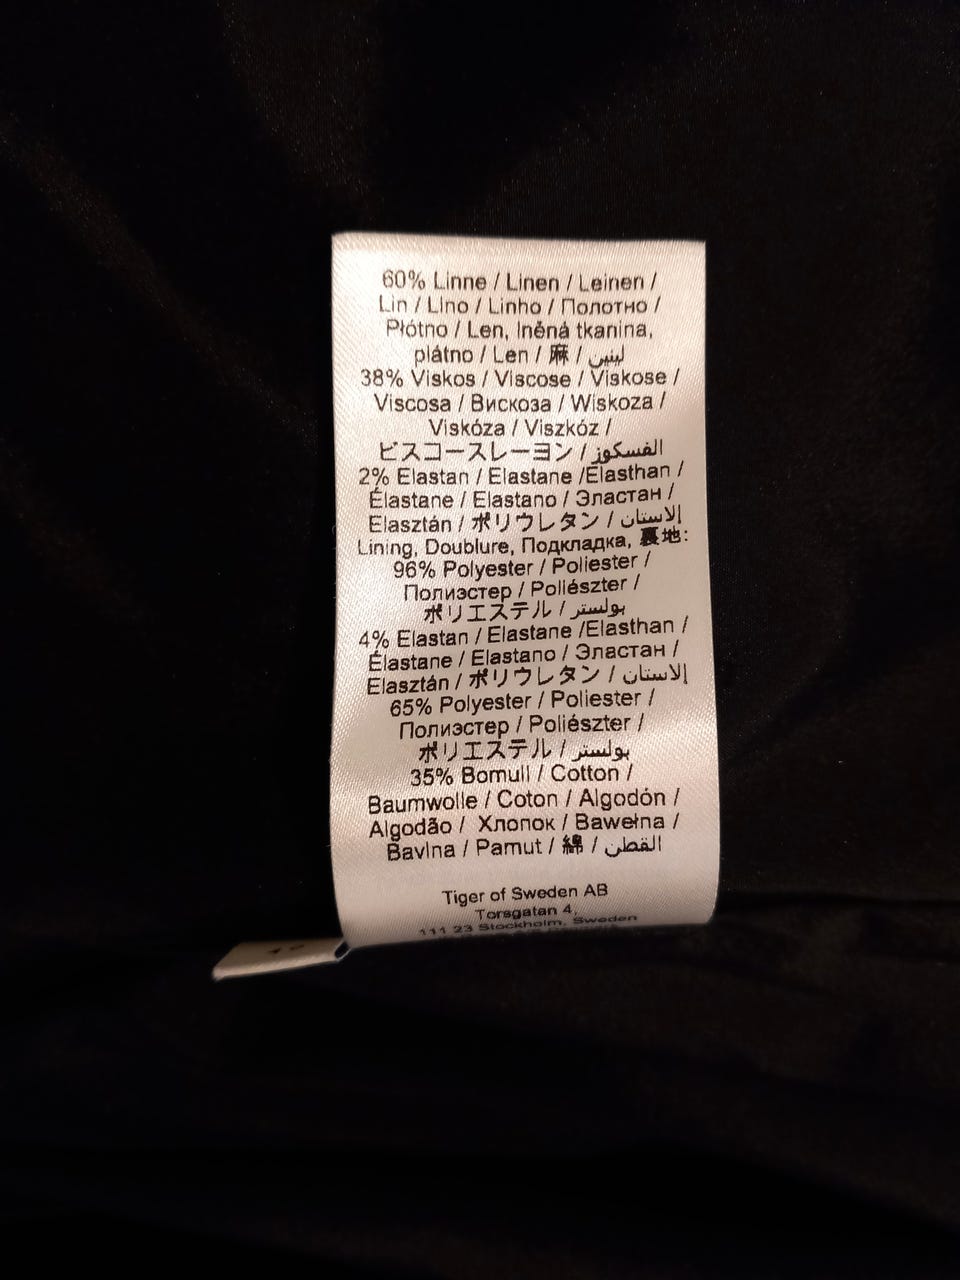 60% Linne / Linen / Leinen /
Lin / Lino / Linho / Полотно /
Płótno / Len, lněná tkanina,
plátno / Len / 麻 / لينين
38% Viskos / Viscose / Viskose /
Viscosa / Вискоза / Wiskoza /
Viskóza / Viszkóz /
ビスコースレーヨン / الفسكوز
2% Elastan / Elastane /Elasthan /
Élastane / Elastano / Эластан /
Elasztán / ポリウレタン / إلاستان
Lining, Doublure, Подкладка, 裏地:
96% Polyester / Poliester /
Полиэстер / Poliészter /
ポリエステル / بولستر
4% Elastan / Elastane /Elasthan /
Élastane / Elastano / Эластан /
Elasztán / ポリウレタン / إلاستان
65% Polyester / Poliester /
Полиэстер / Poliészter /
ポリエステル / بولستر
35% Bomull / Cotton /
Baumwolle / Coton / Algodón /
Algodão / Хлопок / Bawełna /
Bavlna / Pamut / 綿 / القطن
Tiger of Sweden AB
Torsgatan 4,
111 23 Stockholm, Sweden